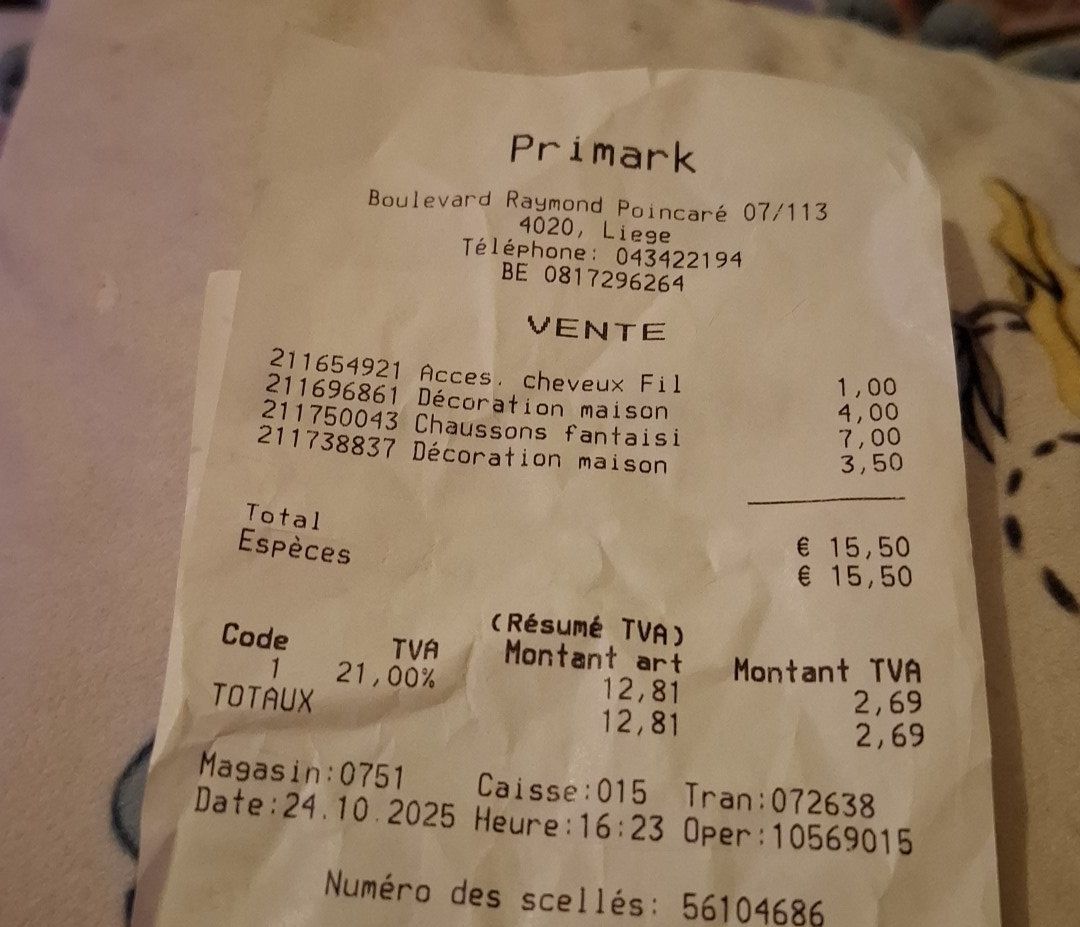 Primark
Boulevard Raymond Poincaré 07/113
4020, Liege
Téléphone: 043422194
BE 0817296264
VENTE
211654921 Acces. cheveux Fil 1,00
211696861 Décoration maison 4,00
211750043 Chaussons fantaisi 7,00
211738837 Décoration maison 3,50
Total € 15,50
Espèces € 15,50
(Résumé TVA)
Code TVA Montant art Montant TVA
1 21,00% 12,81 2,69
TOTAUX 12,81 2,69
Magasin:0751 Caisse:015 Tran:072638
Date:24.10.2025 Heure:16:23 Oper:10569015
Numéro des scellés: 56104686